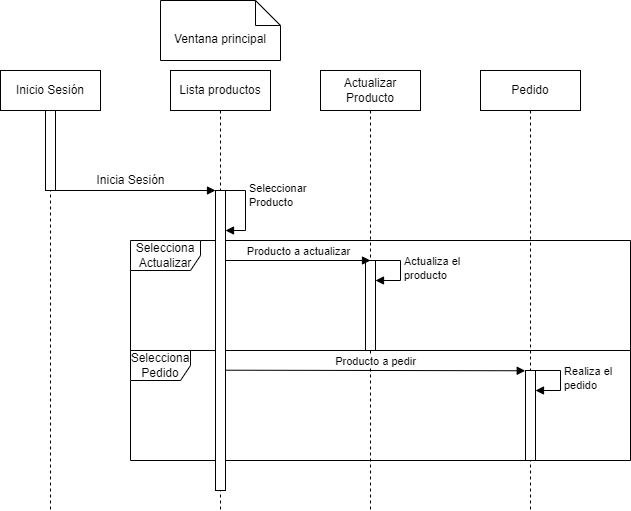 Ventana principal
Inicio Sesión
Lista productos
Actualizar
Producto
Pedido
Inicia Sesión
Seleccionar
Producto
Selecciona
Actualizar
Producto a actualizar
Actualiza el
producto
Selecciona
Pedido
Producto a pedir
Realiza el
pedido